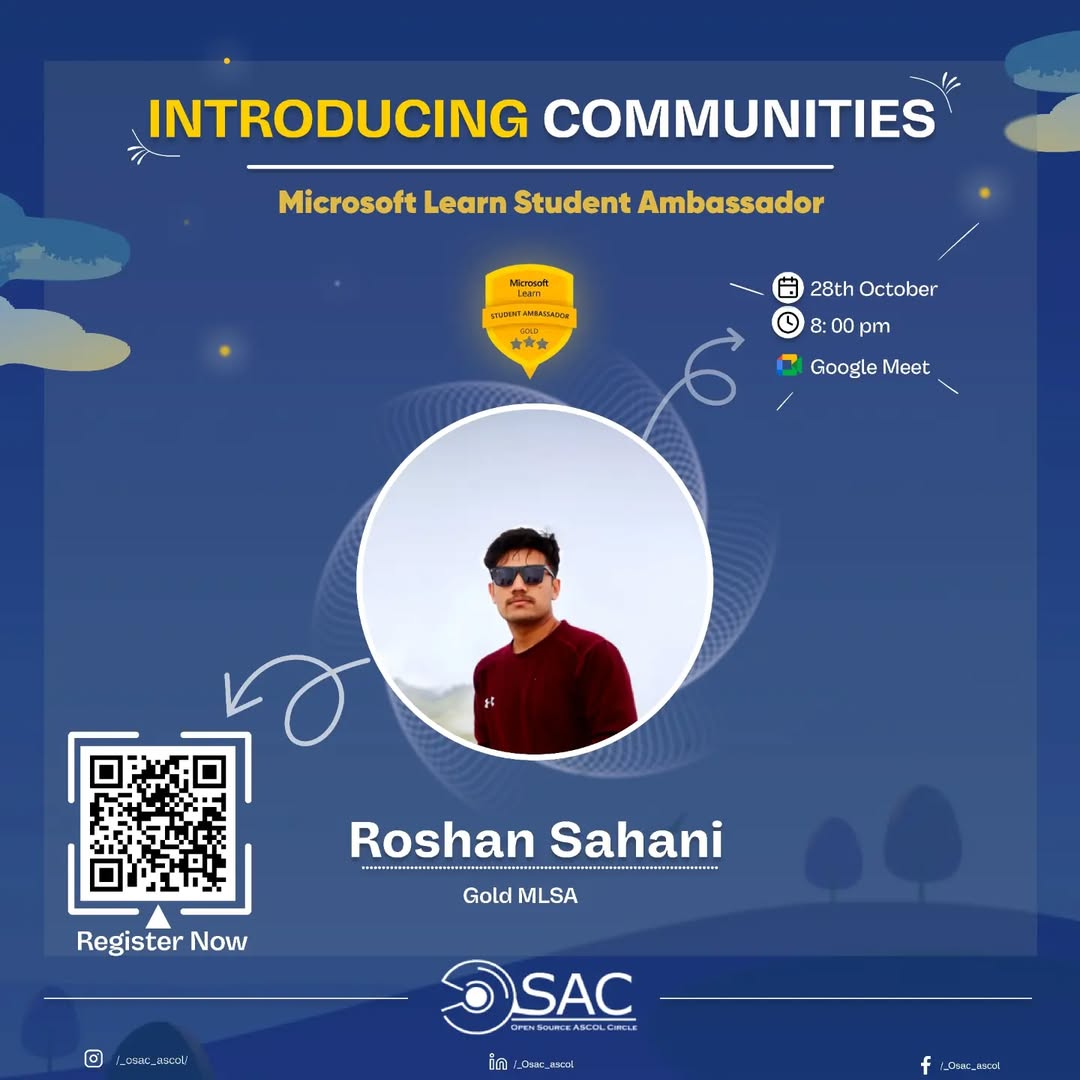 INTRODUCING COMMUNITIES
Microsoft Learn Student Ambassador
Microsoft
Learn
STUDENT AMBASSADOR
GOLD
28th October
8: 00 pm
Google Meet
Roshan Sahani
Gold MLSA
Register Now
OSAC
OPEN SOURCE ASCOL CIRCLE
/_osac_ascol/
/_Osac_ascol
/_Osac_ascol